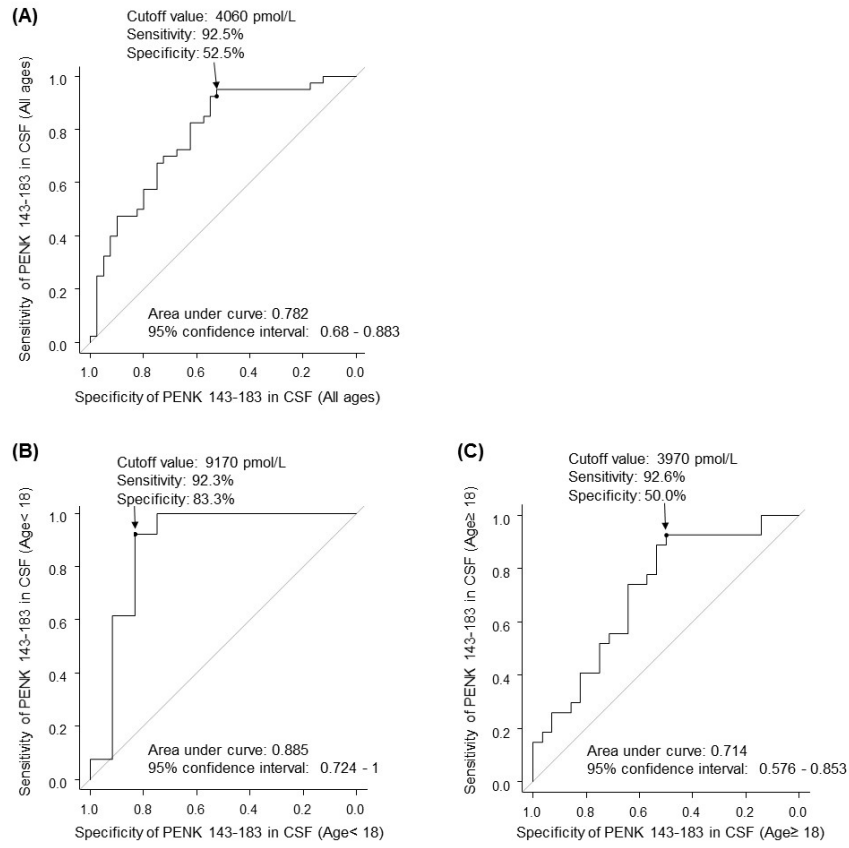 (A)
Cutoff value: 4060 pmol/L
Sensitivity: 92.5%
Specificity: 52.5%
Sensitivity of PENK 143-183 in CSF (All ages)
1.0
0.8
0.6
0.4
0.2
0.0
Area under curve: 0.782
95% confidence interval: 0.68 - 0.883
1.0 0.8 0.6 0.4 0.2 0.0
Specificity of PENK 143-183 in CSF (All ages)
(B)
Cutoff value: 9170 pmol/L
Sensitivity: 92.3%
Specificity: 83.3%
Sensitivity of PENK 143-183 in CSF (Age< 18)
1.0
0.8
0.6
0.4
0.2
0.0
Area under curve: 0.885
95% confidence interval: 0.724 - 1
1.0 0.8 0.6 0.4 0.2 0.0
Specificity of PENK 143-183 in CSF (Age< 18)
(C)
Cutoff value: 3970 pmol/L
Sensitivity: 92.6%
Specificity: 50.0%
Sensitivity of PENK 143-183 in CSF (Age≥ 18)
1.0
0.8
0.6
0.4
0.2
0.0
Area under curve: 0.714
95% confidence interval: 0.576 - 0.853
1.0 0.8 0.6 0.4 0.2 0.0
Specificity of PENK 143-183 in CSF (Age≥ 18)